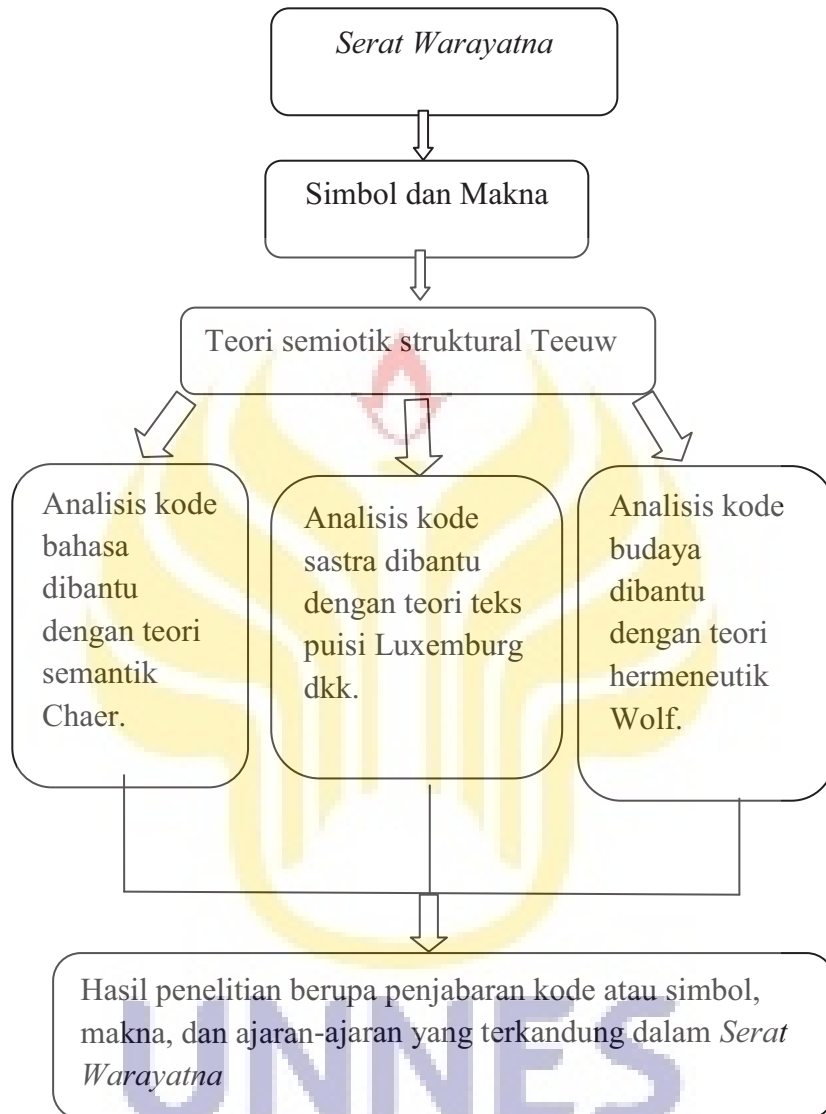 Serat Warayatna
Simbol dan Makna
Teori semiotik struktural Teeuw
Analisis kode
bahasa
dibantu
dengan teori
semantik
Chaer.
Analisis kode
sastra dibantu
dengan teori teks
puisi Luxemburg
dkk.
Analisis kode
budaya
dibantu
dengan teori
hermeneutik
Wolf.
Hasil penelitian berupa penjabaran kode atau simbol,
makna, dan ajaran-ajaran yang terkandung dalam Serat
Warayatna
UNNES